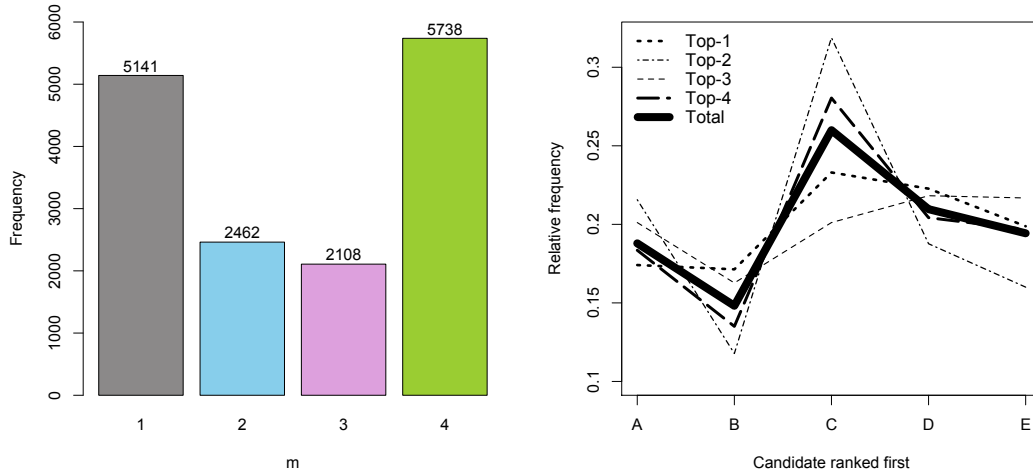 Frequency
6000
5000
4000
3000
2000
1000
0
5141
2462
2108
5738
1 2 3 4
m
Relative frequency
0.3
0.25
0.2
0.15
0.1
Top-1
Top-2
Top-3
Top-4
Total
A B C D E
Candidate ranked first